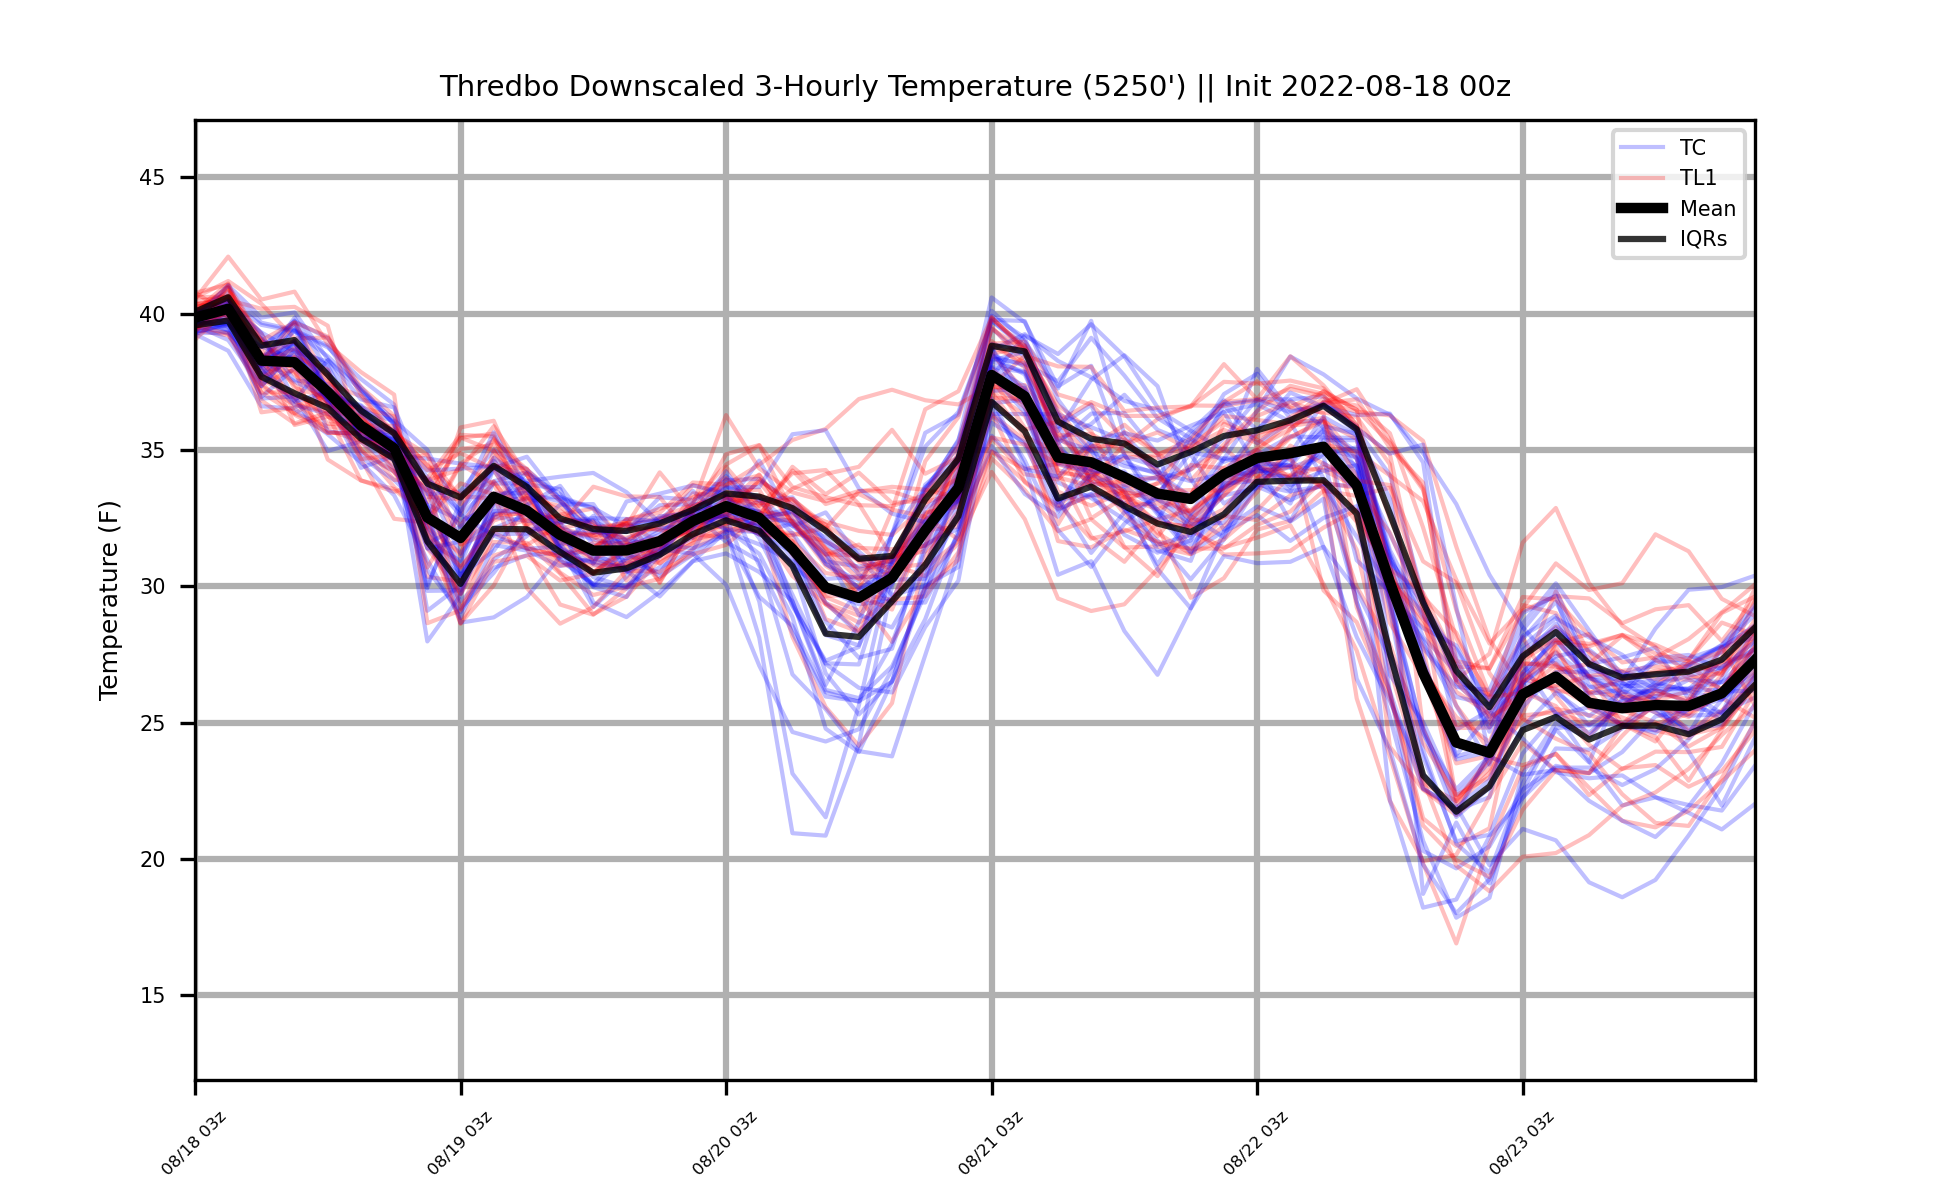 Thredbo Downscaled 3-Hourly Temperature (5250') || Init 2022-08-18 00z
TC
TL1
Mean
IQRs
Temperature (F)
45
40
35
30
25
20
15
08/18 03z
08/19 03z
08/20 03z
08/21 03z
08/22 03z
08/23 03z